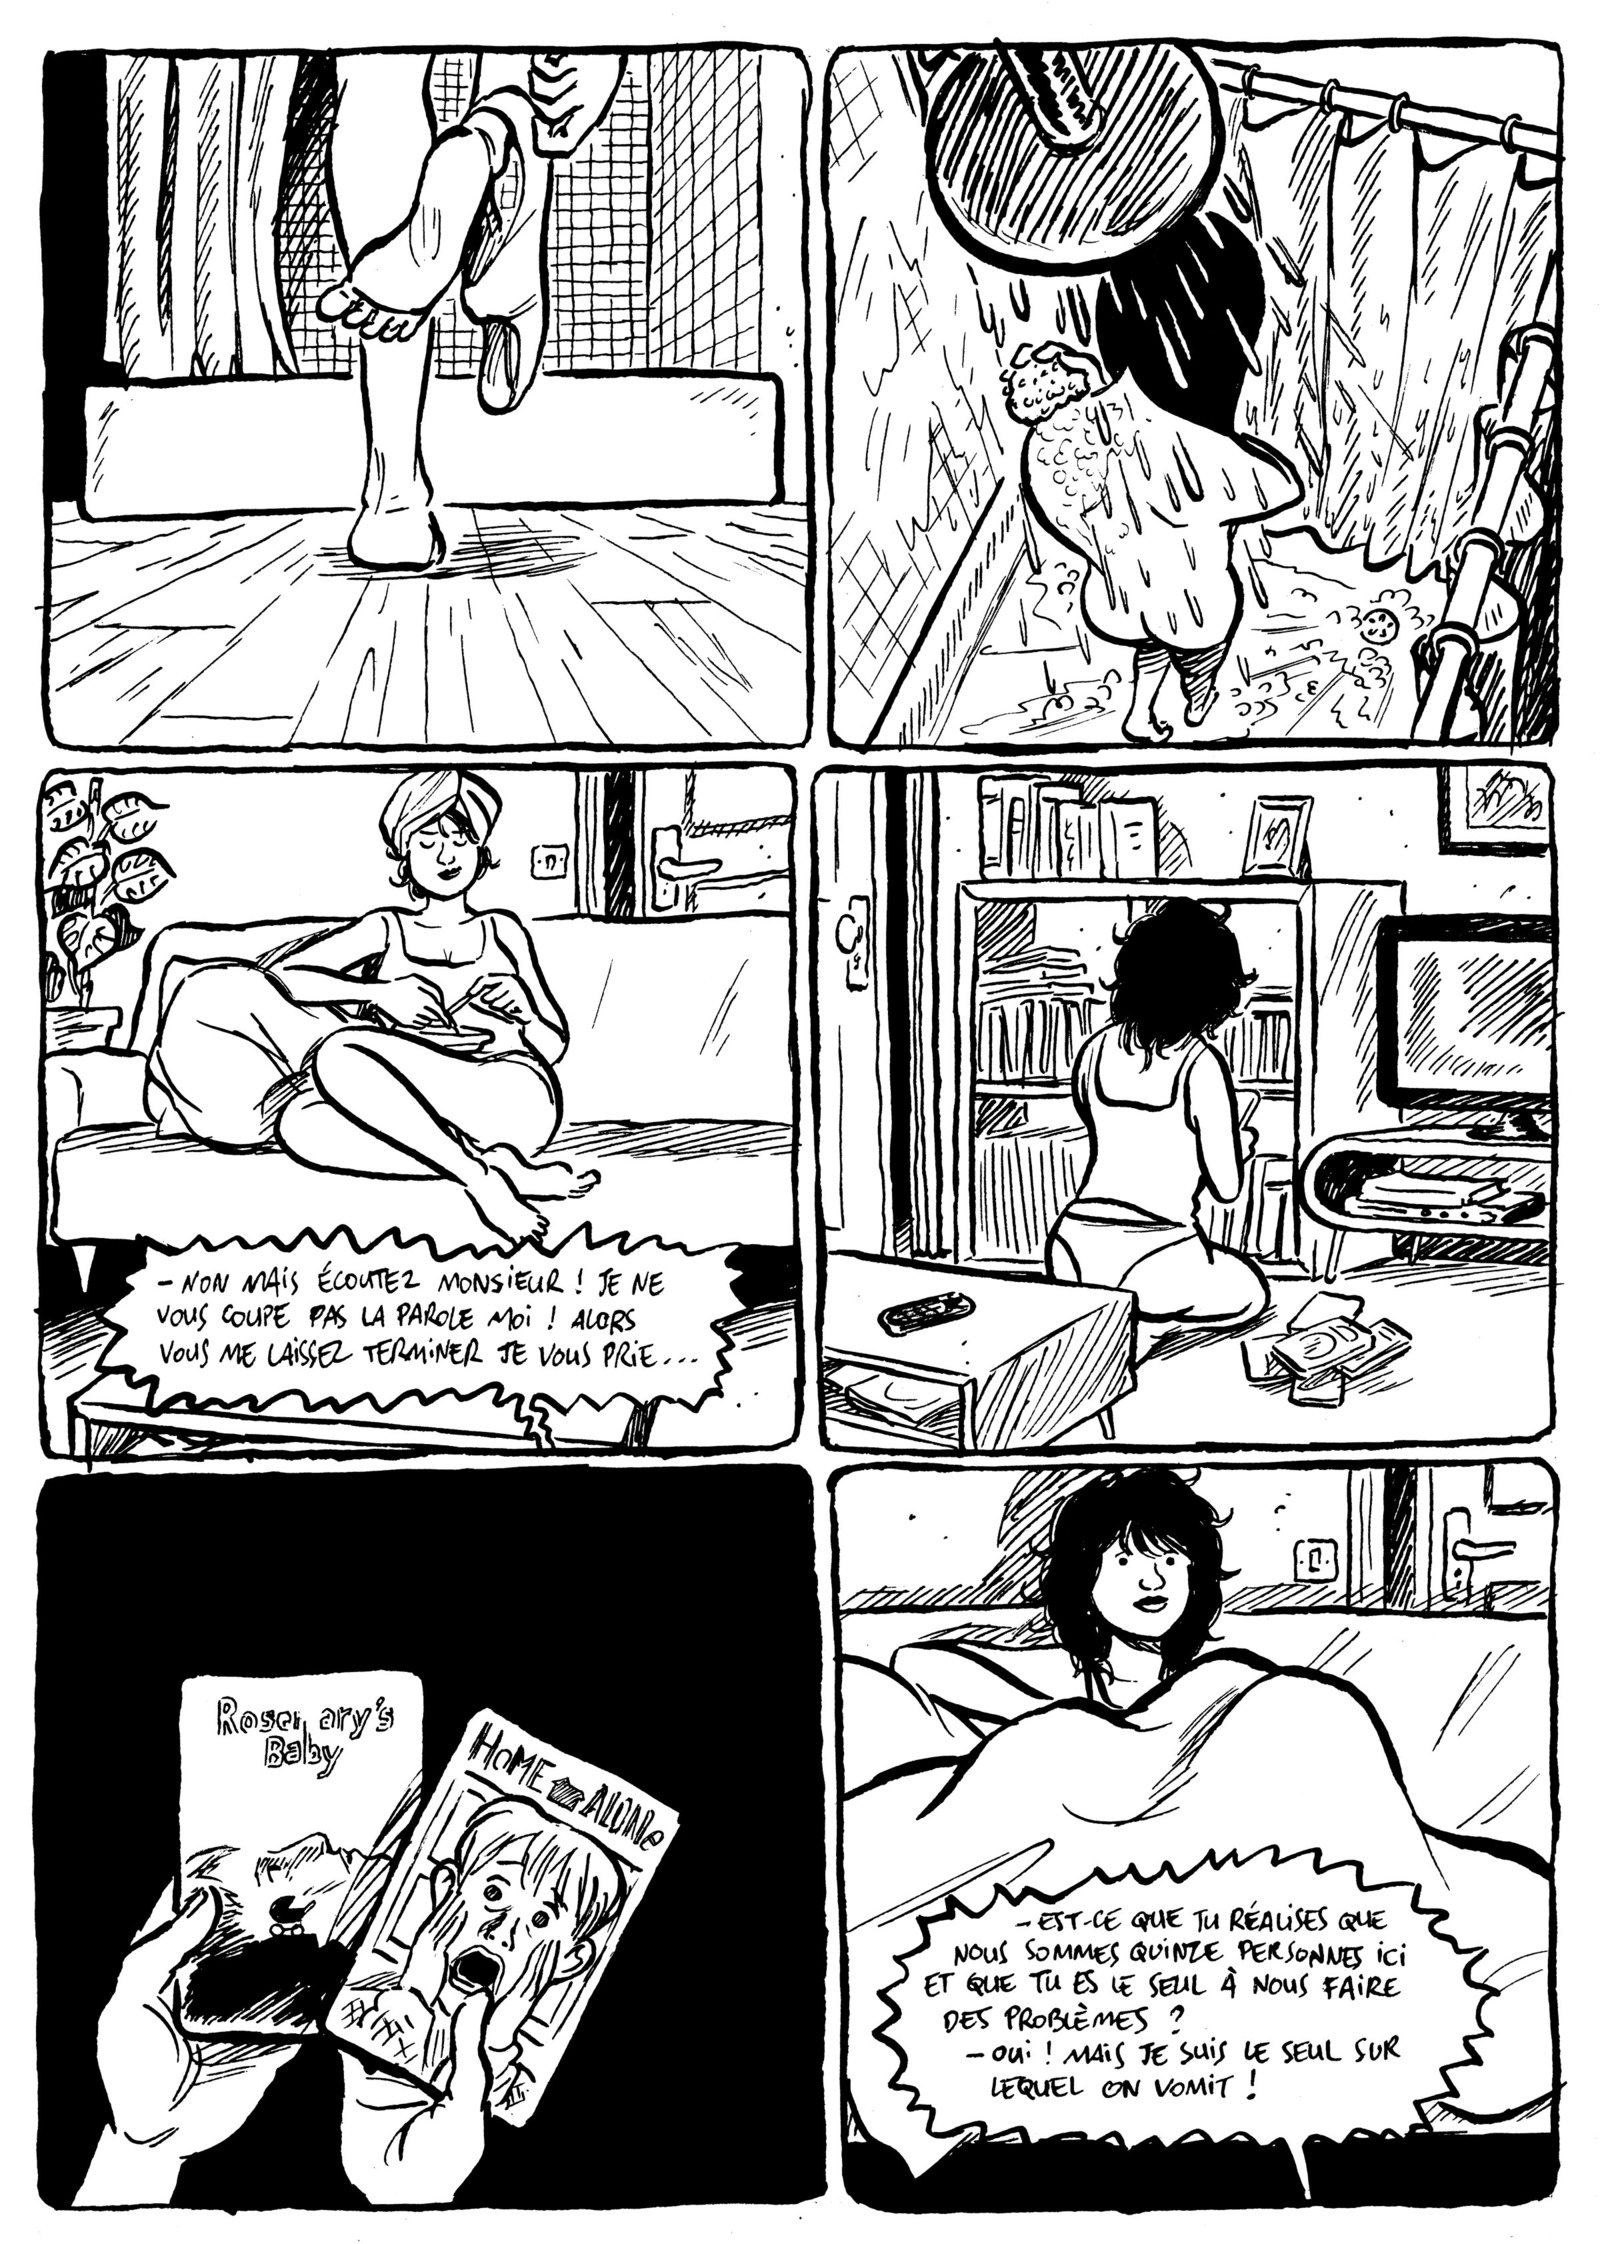 - NON MAIS ÉCOUTEZ MONSIEUR ! JE NE
VOUS COUPE PAS LA PAROLE MOI ! ALORS
VOUS ME LAISSEZ TERMINER JE VOUS PRIE...
Rosemary's
Baby
HOME ALONe
- EST-CE QUE TU RÉALISES QUE
NOUS SOMMES QUINZE PERSONNES ICI
ET QUE TU ES LE SEUL À NOUS FAIRE
DES PROBLÈMES ?
- OUI ! MAIS JE SUIS LE SEUL SUR
LEQUEL ON VOMIT !